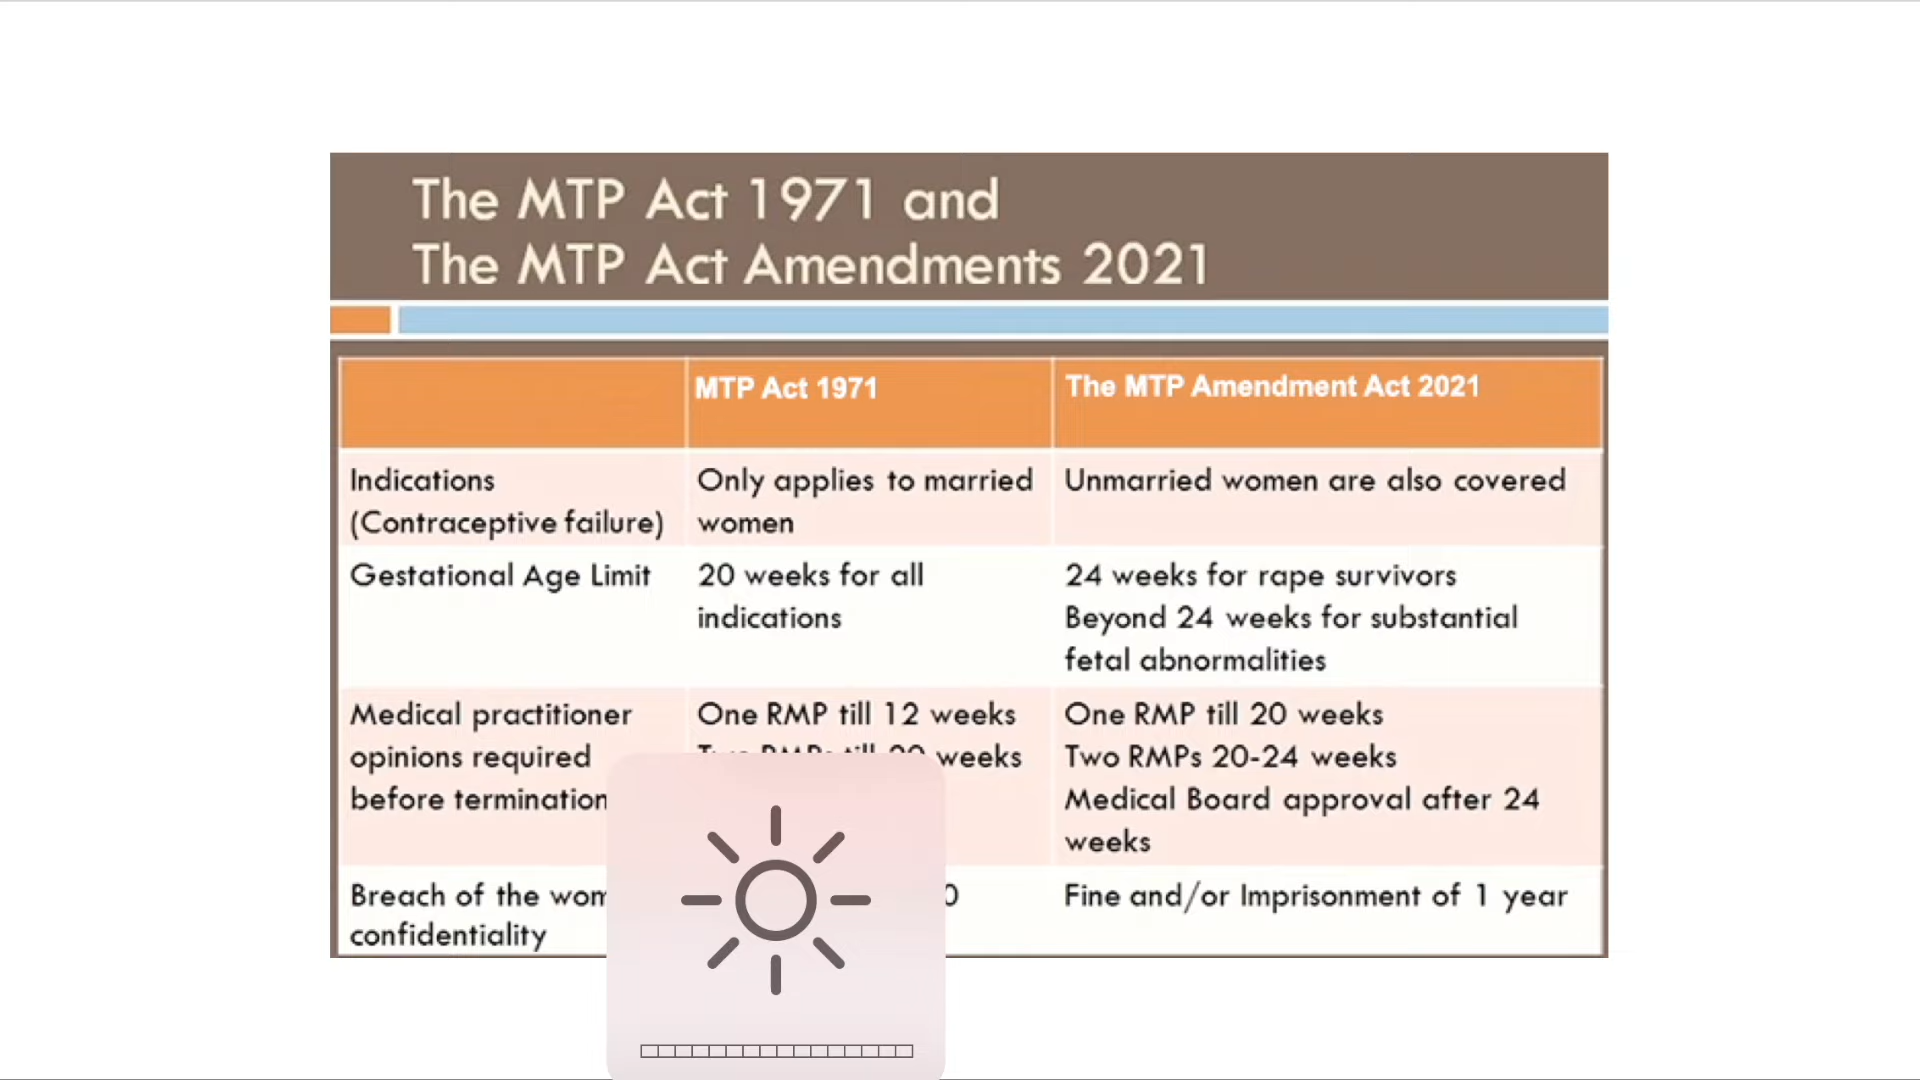 The MTP Act 1971 and
The MTP Act Amendments 2021
MTP Act 1971
The MTP Amendment Act 2021
Indications
(Contraceptive failure)
Only applies to married
women
Unmarried women are also covered
Gestational Age Limit
20 weeks for all
indications
24 weeks for rape survivors
Beyond 24 weeks for substantial
fetal abnormalities
Medical practitioner
opinions required
before termination
One RMP till 12 weeks
Two RMPs till 20 weeks
One RMP till 20 weeks
Two RMPs 20-24 weeks
Medical Board approval after 24
weeks
Breach of the
confidentiality
Fine and/or Imprisonment of 1 year